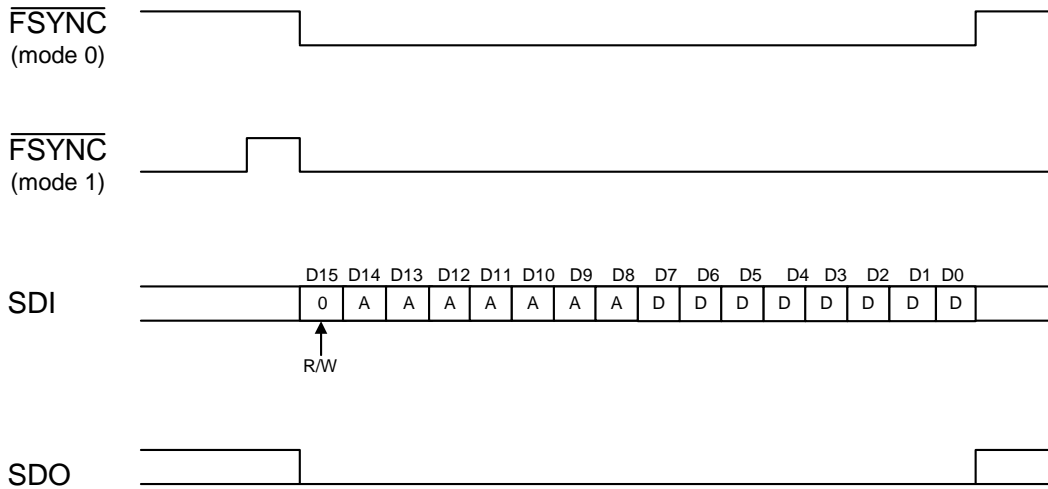 FSYNC
(mode 0)
FSYNC
(mode 1)
D15 D14 D13 D12 D11 D10 D9 D8 D7 D6 D5 D4 D3 D2 D1 D0
SDI 0 A A A A A A A D D D D D D D D
R/W
SDO